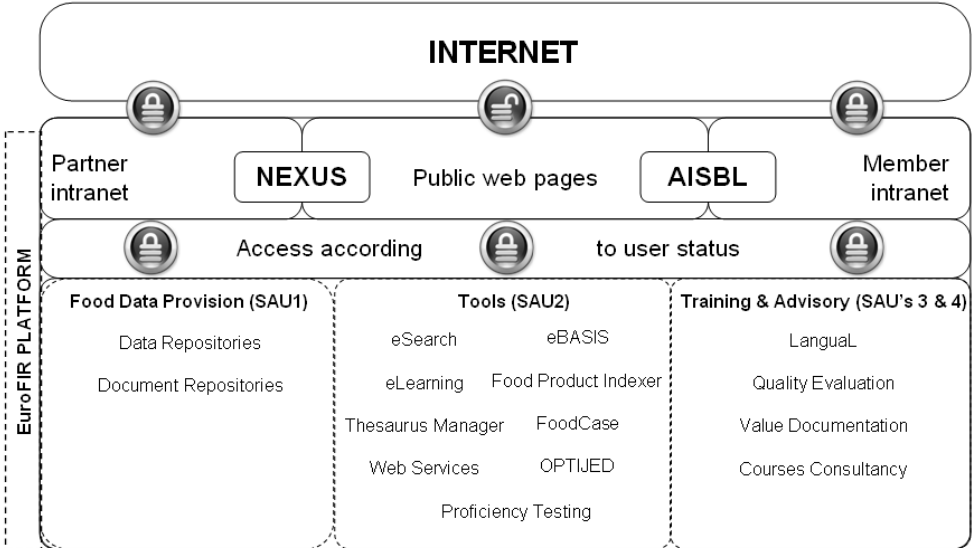 INTERNET
Partner
intranet
NEXUS
Public web pages
AISBL
Member
intranet
Access according
to user status
EuroFIR PLATFORM
Food Data Provision (SAU1)
Data Repositories
Document Repositories
Tools (SAU2)
eSearch
eBASIS
eLearning
Food Product Indexer
Thesaurus Manager
FoodCase
Web Services
OPTIJED
Proficiency Testing
Training & Advisory (SAU's 3 & 4)
LanguaL
Quality Evaluation
Value Documentation
Courses Consultancy